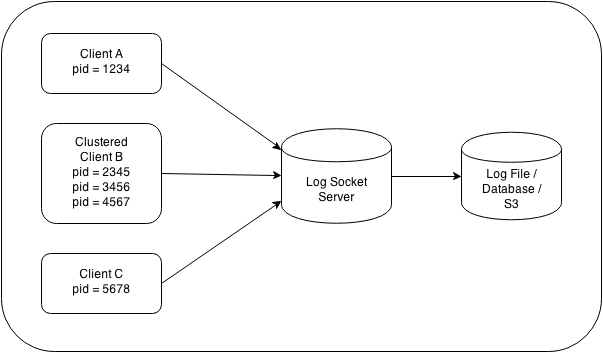 Client A
pid = 1234
Clustered
Client B
pid = 2345
pid = 3456
pid = 4567
Client C
pid = 5678
Log Socket
Server
Log File /
Database /
S3